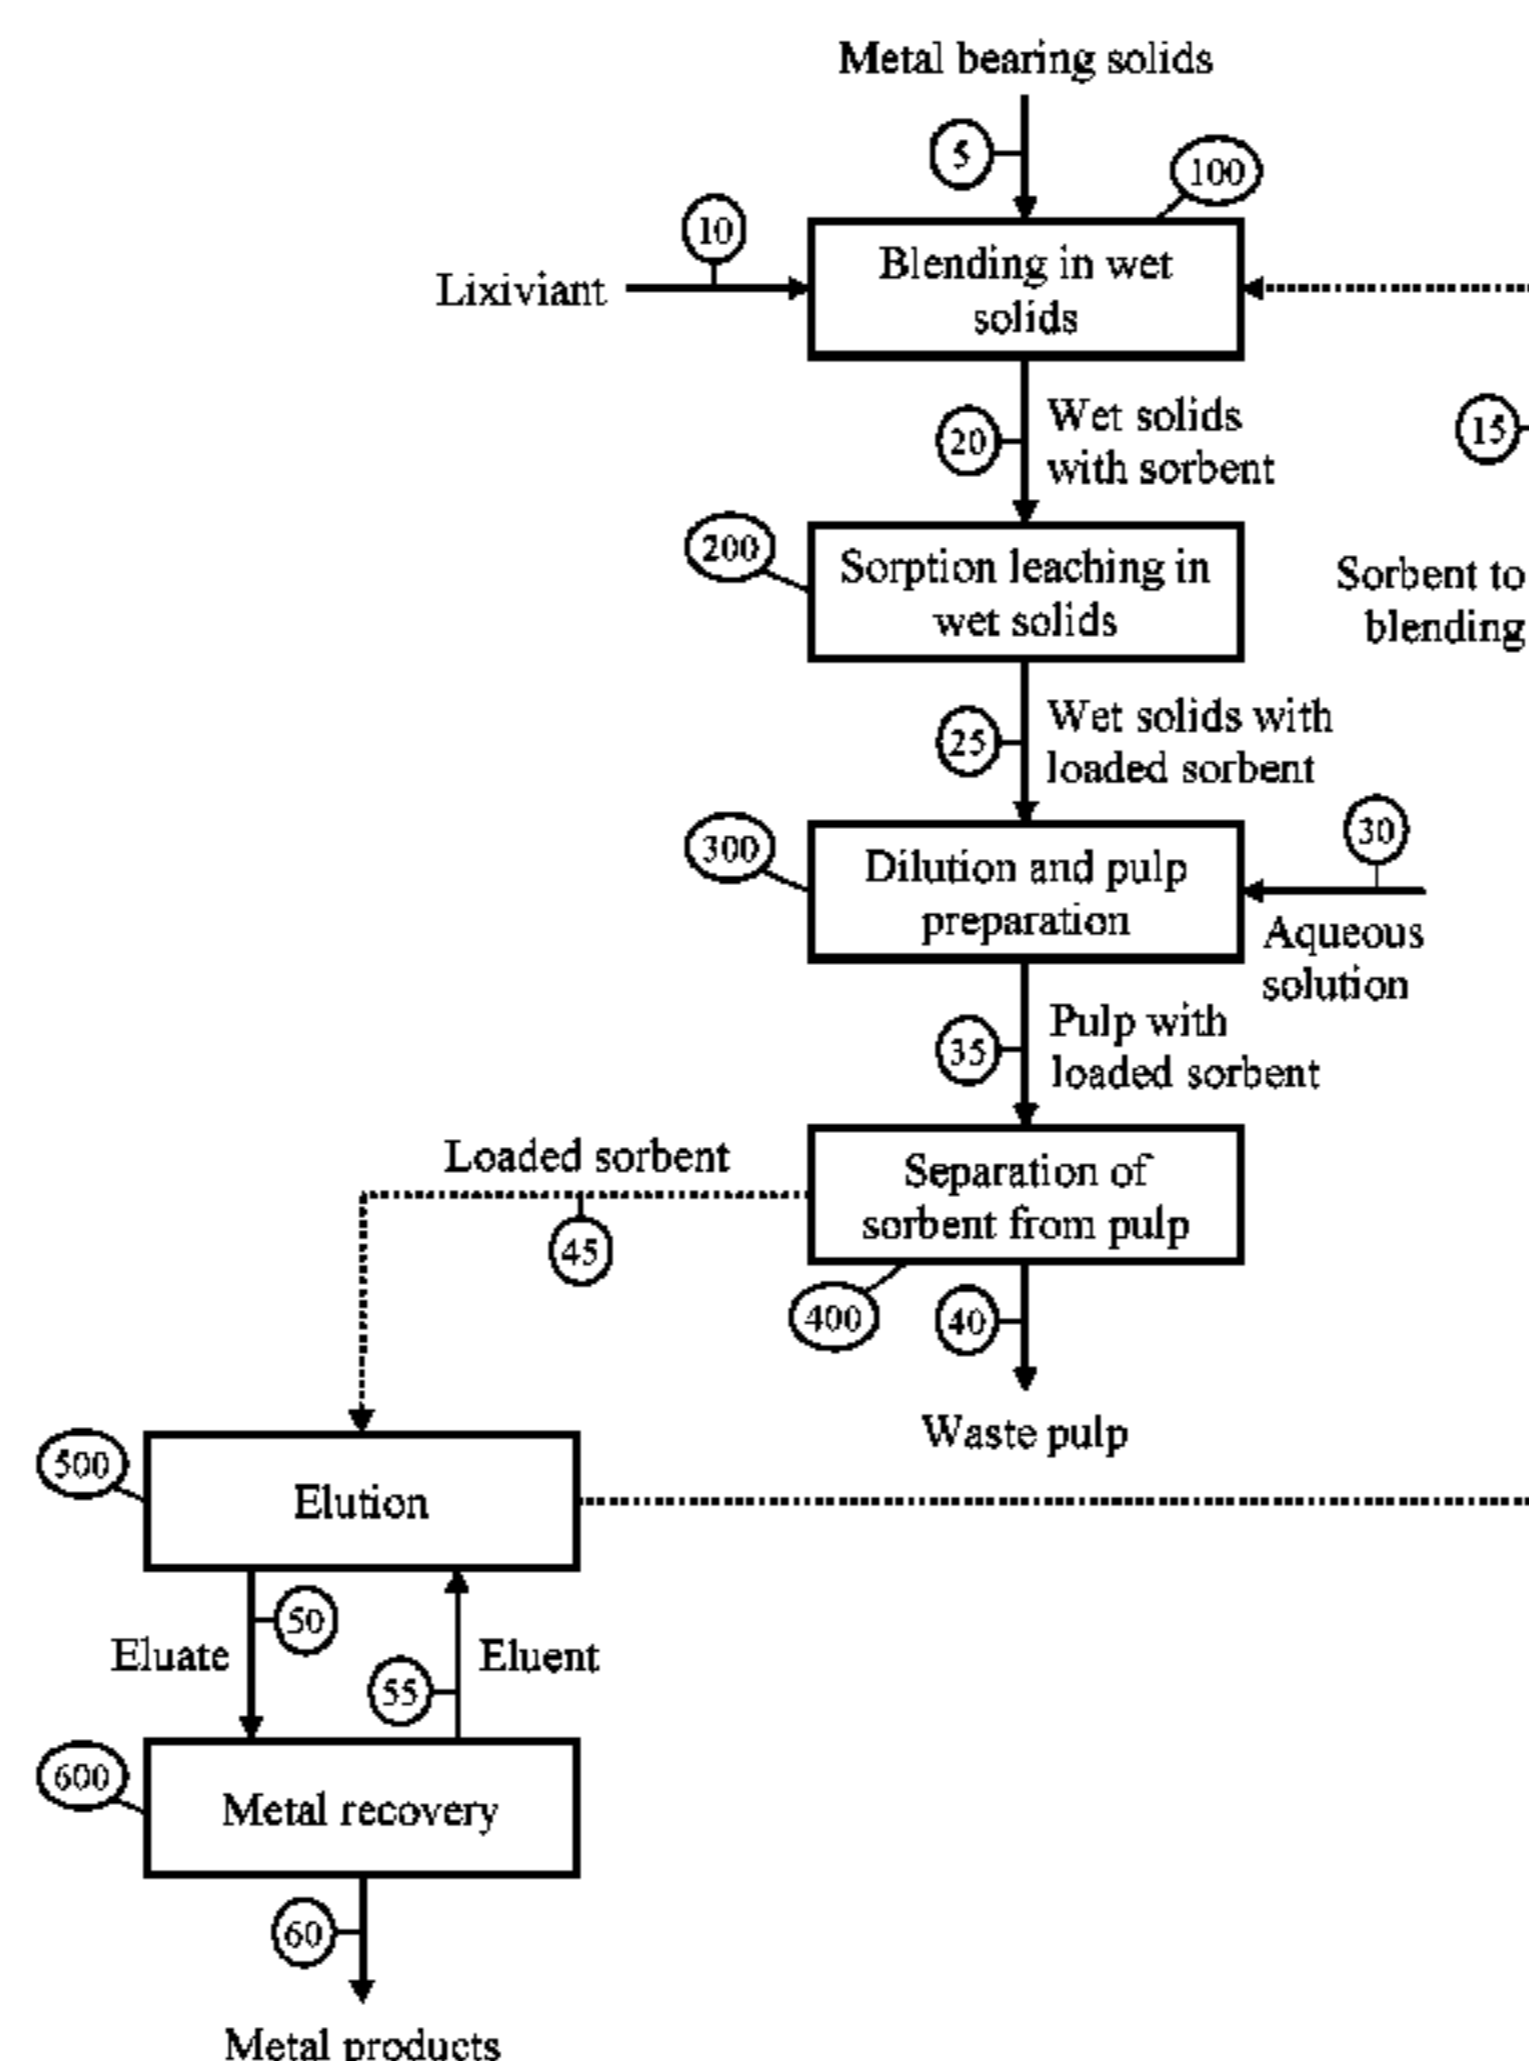 Metal bearing solids
5
100
10
Lixiviant
Blending in wet
solids
20
Wet solids
with sorbent
15
200
Sorption leaching in
wet solids
Sorbent to
blending
25
Wet solids with
loaded sorbent
300
Dilution and pulp
preparation
30
Aqueous
solution
35
Pulp with
loaded sorbent
Loaded sorbent
45
Separation of
sorbent from pulp
400
40
Waste pulp
500
Elution
50
Eluate
55
Eluent
600
Metal recovery
60
Metal products